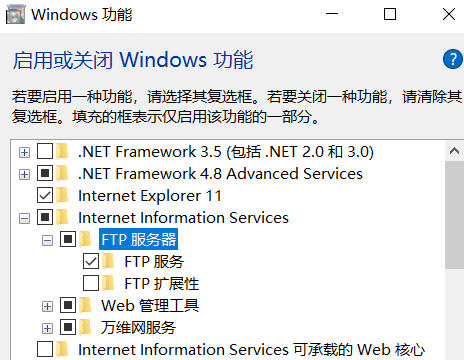 Windows 功能
启用或关闭 Windows 功能
?
若要启用一种功能，请选择其复选框。若要关闭一种功能，请清除其
复选框。填充的框表示仅启用该功能的一部分。
.NET Framework 3.5 (包括 .NET 2.0 和 3.0)
.NET Framework 4.8 Advanced Services
Internet Explorer 11
Internet Information Services
FTP 服务器
FTP 服务
FTP 扩展性
Web 管理工具
万维网服务
Internet Information Services 可承载的 Web 核心